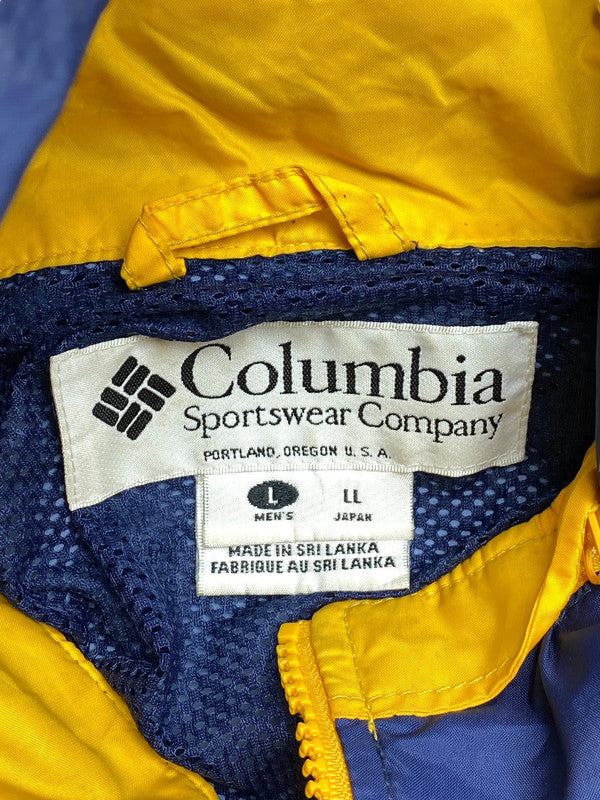 Columbia
Sportswear Company
PORTLAND, OREGON U. S. A.
L LL
MEN'S JAPAN
MADE IN SRI LANKA
FABRIQUE AU SRI LANKA